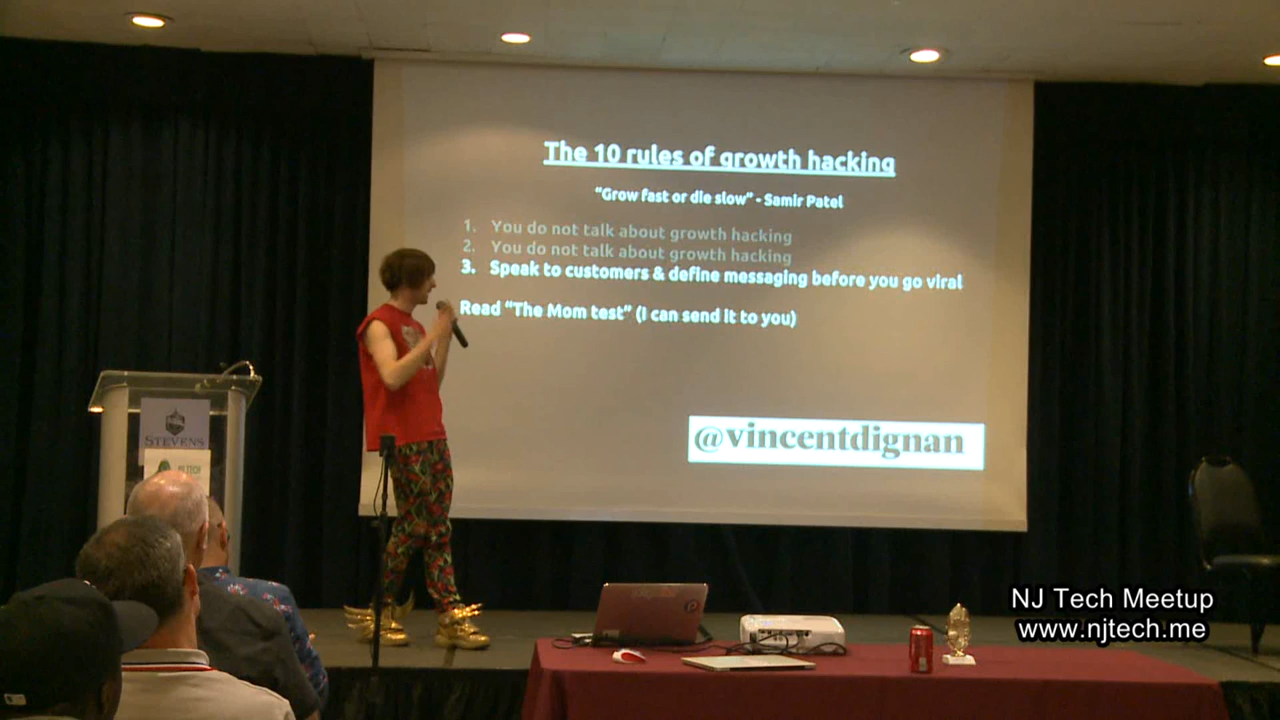 The 10 rules of growth hacking
“Grow fast or die slow” - Samir Patel
1. You do not talk about growth hacking
2. You do not talk about growth hacking
3. Speak to customers & define messaging before you go viral
Read “The Mom test” (I can send it to you)
@vincentdignan
STEVENS
TECH
NJ Tech Meetup
www.njtech.me